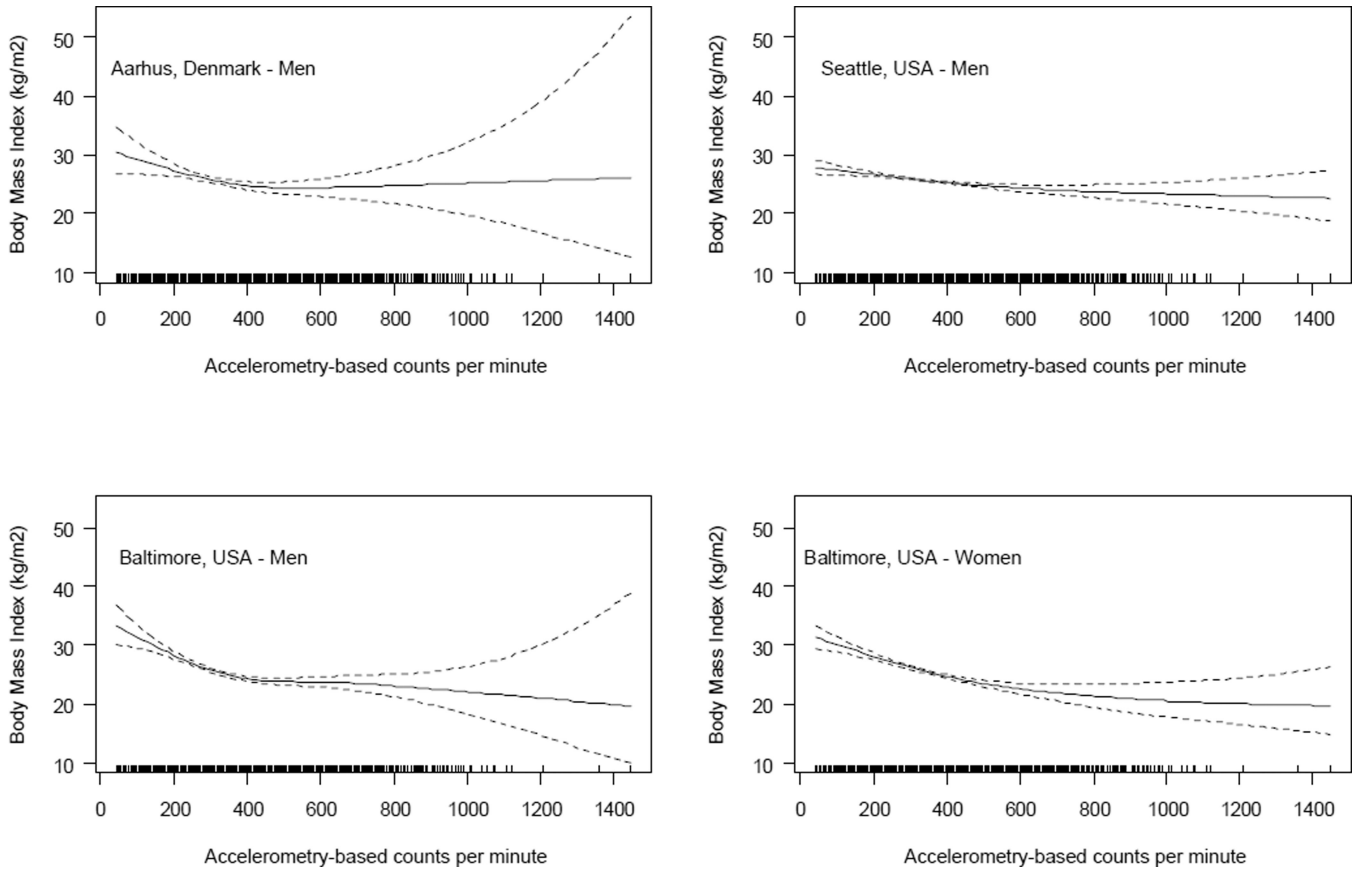 Body Mass Index (kg/m2)
50
40
30
20
10
Aarhus, Denmark - Men
0 200 400 600 800 1000 1200 1400
Accelerometry-based counts per minute
Body Mass Index (kg/m2)
50
40
30
20
10
Seattle, USA - Men
0 200 400 600 800 1000 1200 1400
Accelerometry-based counts per minute
Body Mass Index (kg/m2)
50
40
30
20
10
Baltimore, USA - Men
0 200 400 600 800 1000 1200 1400
Accelerometry-based counts per minute
Body Mass Index (kg/m2)
50
40
30
20
10
Baltimore, USA - Women
0 200 400 600 800 1000 1200 1400
Accelerometry-based counts per minute